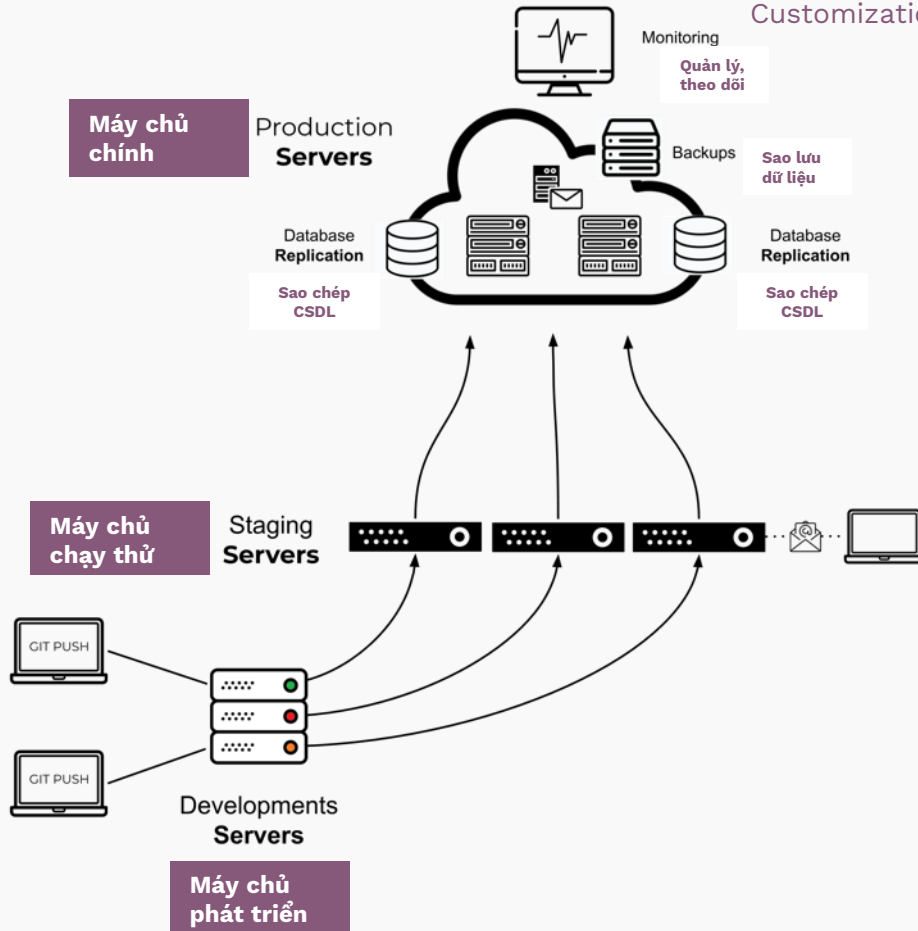 Customizatio
Monitoring
Quản lý,
theo dõi
Máy chủ
chính
Production
Servers
Backups
Sao lưu
dữ liệu
Database
Replication
Sao chép
CSDL
Database
Replication
Sao chép
CSDL
Máy chủ
chạy thử
Staging
Servers
@
GIT PUSH
GIT PUSH
Developments
Servers
Máy chủ
phát triển